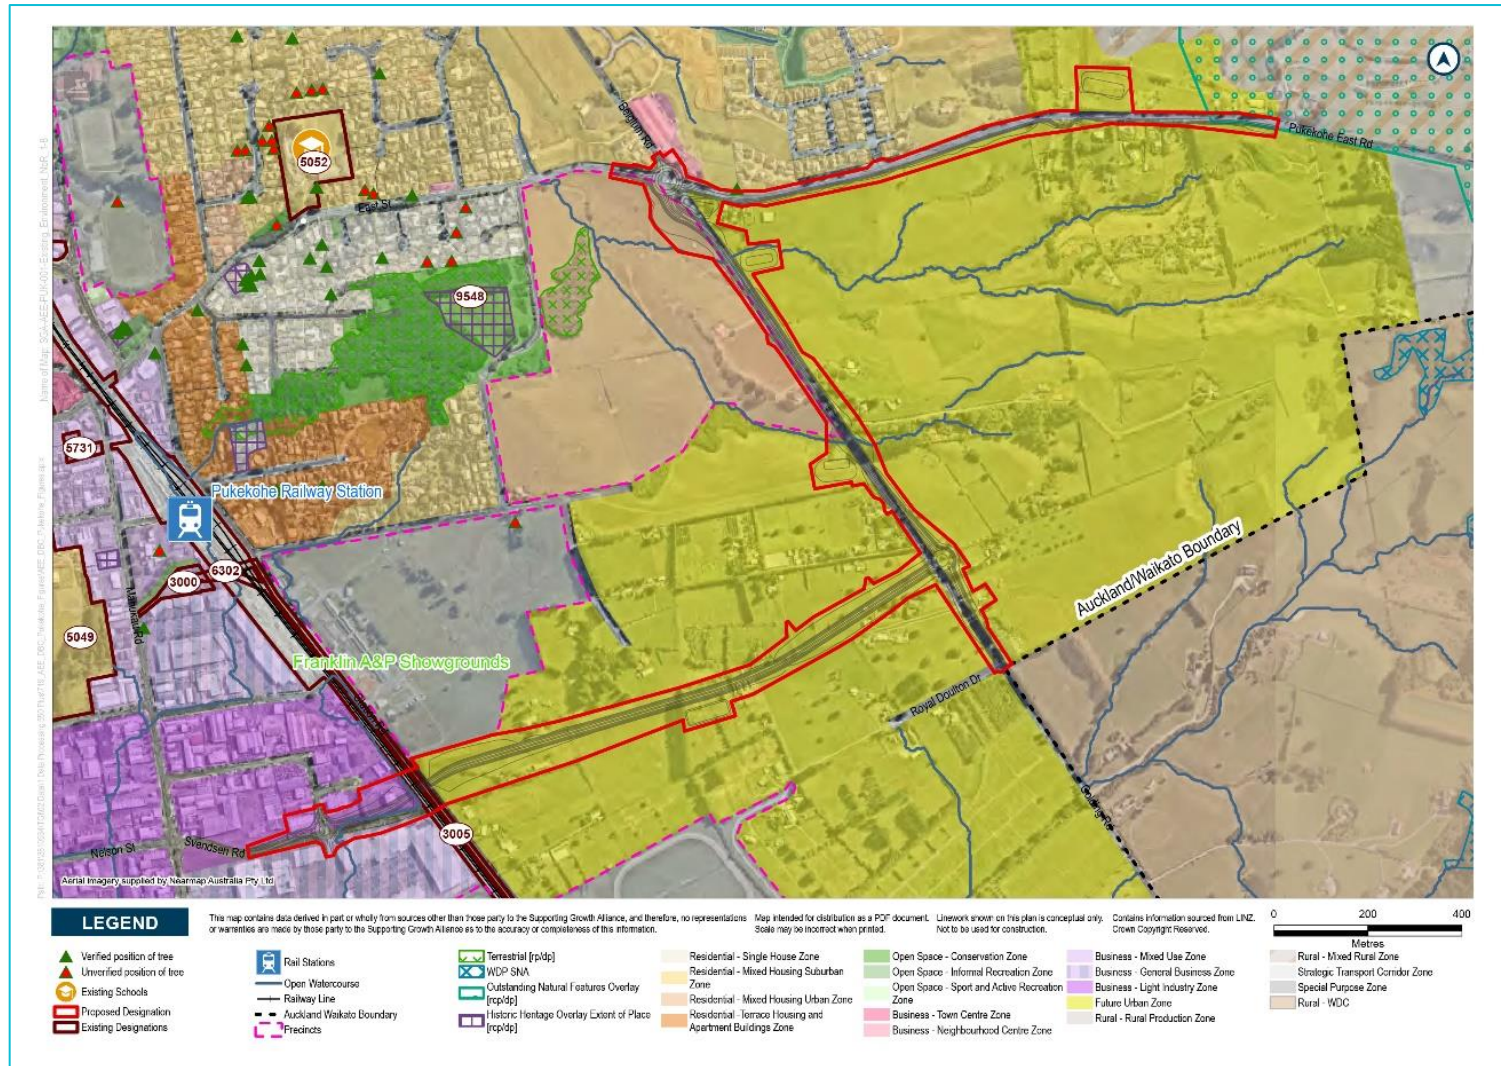 Belgium Rd
Pukekohe East Rd
5052
East St
9548
5731
Pukekohe Railway Station
6302
3000
Manukau Rd
5049
Auckland/Waikato Boundary
Franklin A&P Showgrounds
Royal Doulton Dr
Golding Rd
3005
Svendsen Rd
Nelson St
Aerial Imagery supplied by Nearmap Australia Pty Ltd
LEGEND
This map contains data derived in part or wholly from sources other than those party to the Supporting Growth Alliance, and therefore, no representations
or warranties are made by those party to the Supporting Growth Alliance as to the accuracy or completeness of this information.
Map intended for distribution as a PDF document.
Scale may be incorrect when printed.
Linework shown on this plan is conceptual only.
Not to be used for construction.
Contains information sourced from LINZ.
Crown Copyright Reserved.
0 200 400
Metres
Verified position of tree
Unverified position of tree
Existing Schools
Proposed Designation
Existing Designations
Rail Stations
Open Watercourse
Railway Line
Auckland Waikato Boundary
Precincts
Terrestrial [rp/dp]
WDP SNA
Outstanding Natural Features Overlay
[rcp/dp]
Historic Heritage Overlay Extent of Place
[rcp/dp]
Residential - Single House Zone
Residential - Mixed Housing Suburban
Zone
Residential - Mixed Housing Urban Zone
Residential -Terrace Housing and
Apartment Buildings Zone
Open Space - Conservation Zone
Open Space - Informal Recreation Zone
Open Space - Sport and Active Recreation
Zone
Business - Town Centre Zone
Business - Neighbourhood Centre Zone
Business - Mixed Use Zone
Business - General Business Zone
Business - Light Industry Zone
Future Urban Zone
Rural - Rural Production Zone
Rural - Mixed Rural Zone
Strategic Transport Corridor Zone
Special Purpose Zone
Rural - WDC